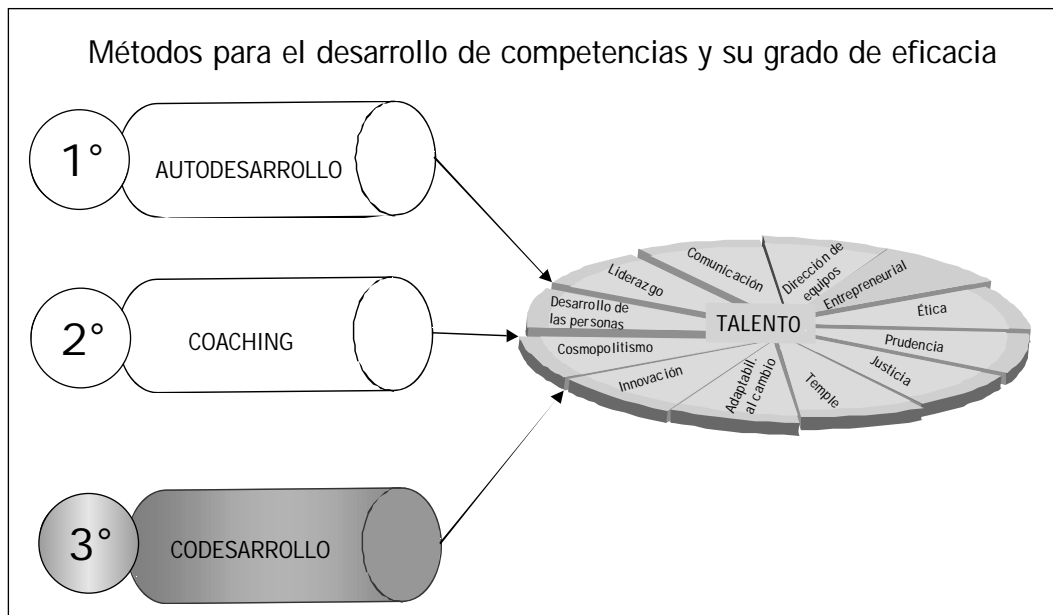 Métodos para el desarrollo de competencias y su grado de eficacia
1°
AUTODESARROLLO
2°
COACHING
3°
CODESARROLLO
TALENTO
Comunicación
Dirección de
equipos
Entrepreneurial
Ética
Prudencia
Justicia
Temple
Adaptabil.
al cambio
Innovación
Cosmopolitismo
Desarrollo de
las personas
Liderazgo